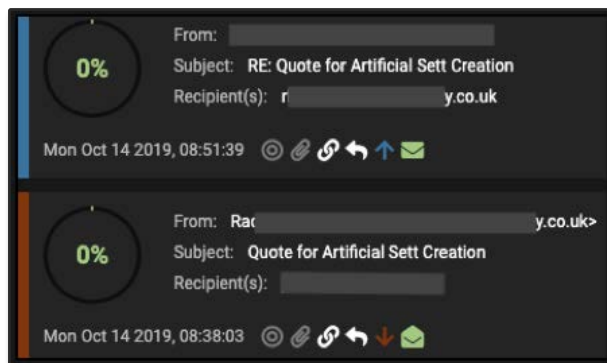 From:
0%
Subject: RE: Quote for Artificial Sett Creation
Recipient(s): r y.co.uk
Mon Oct 14 2019, 08:51:39
From: Rac y.co.uk>
0%
Subject: Quote for Artificial Sett Creation
Recipient(s):
Mon Oct 14 2019, 08:38:03